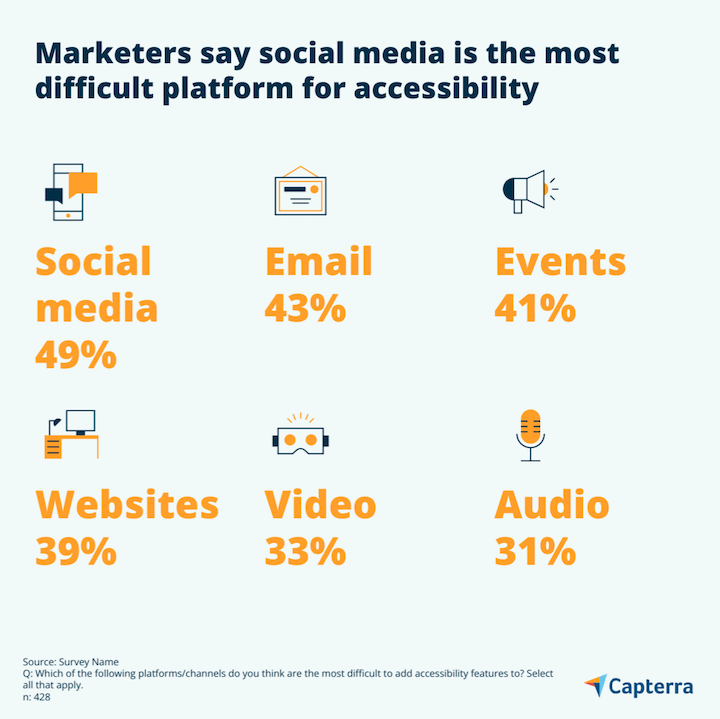 Marketers say social media is the most
difficult platform for accessibility
Social
media
49%
Email
43%
Events
41%
Websites
39%
Video
33%
Audio
31%
Source: Survey Name
Q: Which of the following platforms/channels do you think are the most difficult to add accessibility features to? Select
all that apply.
n: 428
Capterra